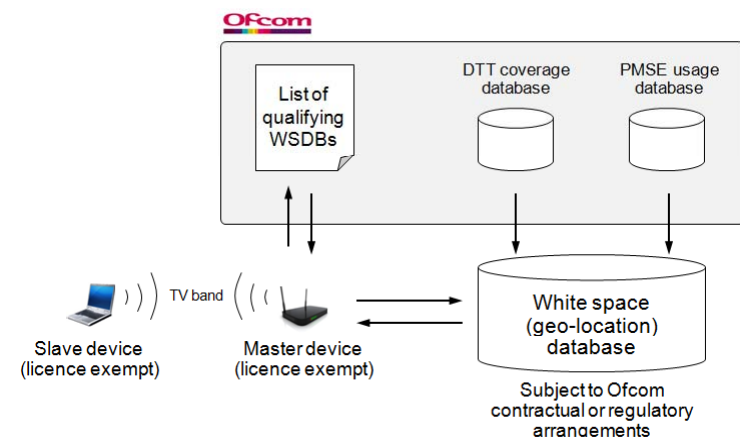 Ofcom
List of
qualifying
WSDBs
DTT coverage
database
PMSE usage
database
TV band
White space
(geo-location)
database
Slave device
(licence exempt)
Master device
(licence exempt)
Subject to Ofcom
contractual or regulatory
arrangements